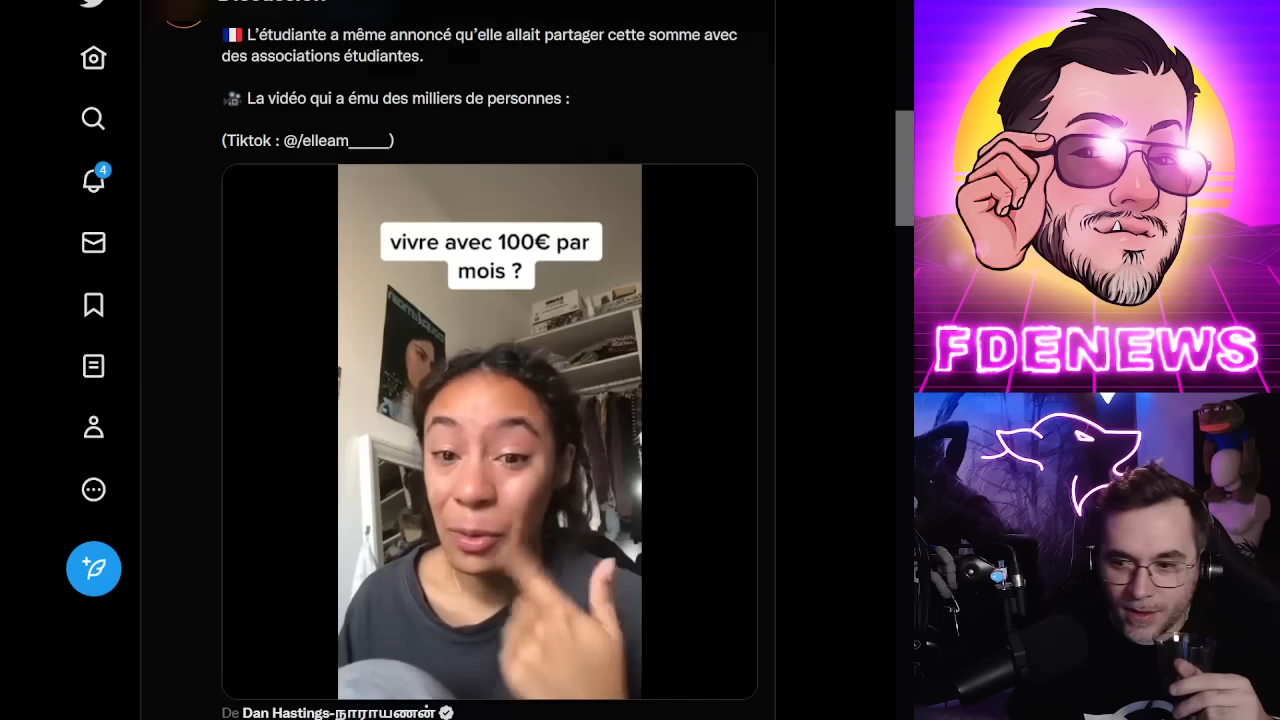 🇫🇷 L'étudiante a même annoncé qu'elle allait partager cette somme avec
des associations étudiantes.
🎥 La vidéo qui a ému des milliers de personnes :
(Tiktok : @/elleam_____)
vivre avec 100€ par
mois ?
De Dan Hastings-நாராயணன்
4
FDENEWS